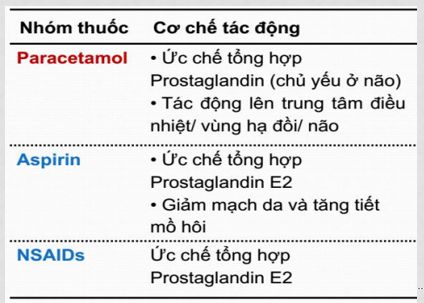 Nhóm thuốc Cơ chế tác động
Paracetamol • Ức chế tổng hợp
Prostaglandin (chủ yếu ở não)
• Tác động lên trung tâm điều
nhiệt/ vùng hạ đồi/ não
Aspirin • Ức chế tổng hợp
Prostaglandin E2
• Giảm mạch da và tăng tiết
mồ hôi
NSAIDs Ức chế tổng hợp
Prostaglandin E2